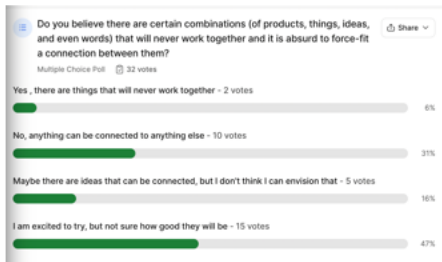 Do you believe there are certain combinations (of products, things, ideas,
and even words) that will never work together and it is absurd to force-fit
a connection between them?
Share
Multiple Choice Poll 32 votes
Yes , there are things that will never work together - 2 votes
6%
No, anything can be connected to anything else - 10 votes
31%
Maybe there are ideas that can be connected, but I don't think I can envision that - 5 votes
16%
I am excited to try, but not sure how good they will be - 15 votes
47%